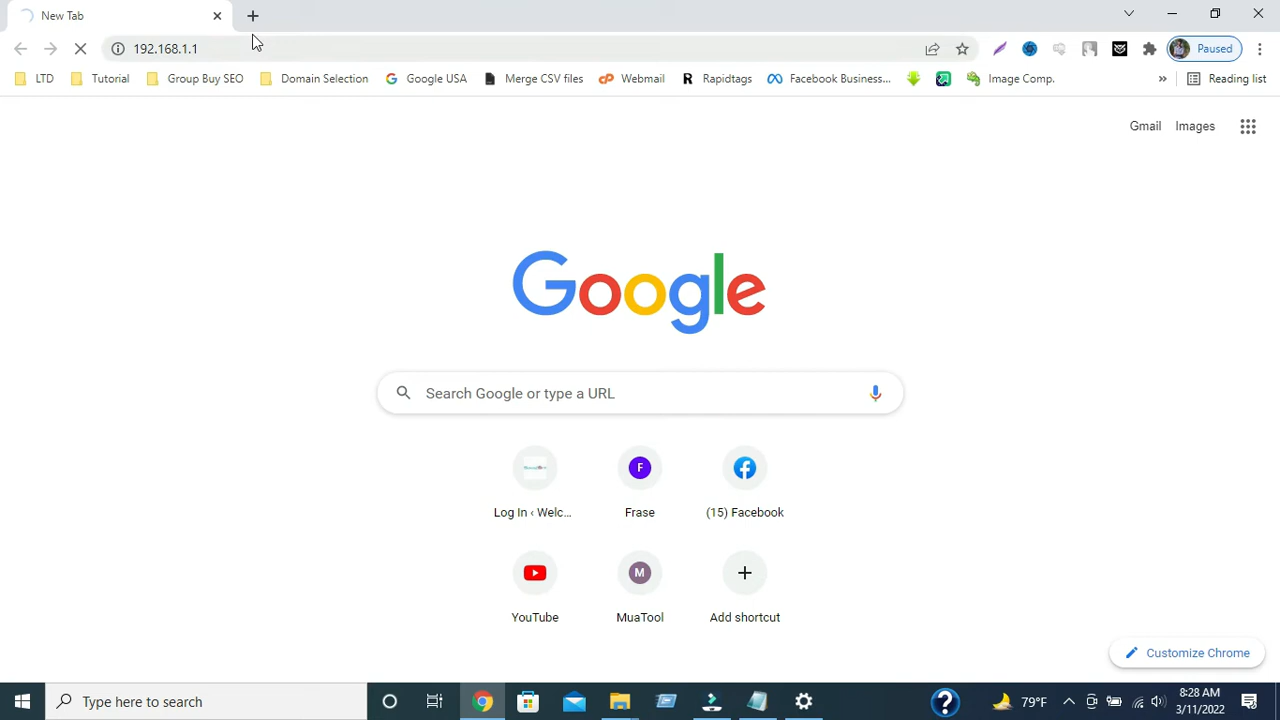 New Tab
192.168.1.1
Paused
LTD Tutorial Group Buy SEO Domain Selection Google USA Merge CSV files Webmail Rapidtags Facebook Business... Image Comp. » Reading list
Gmail Images
Google
Search Google or type a URL
F
Log In ‹ Welc... Frase (15) Facebook
M
YouTube MuaTool Add shortcut
Customize Chrome
Type here to search
79°F
8:28 AM
3/11/2022